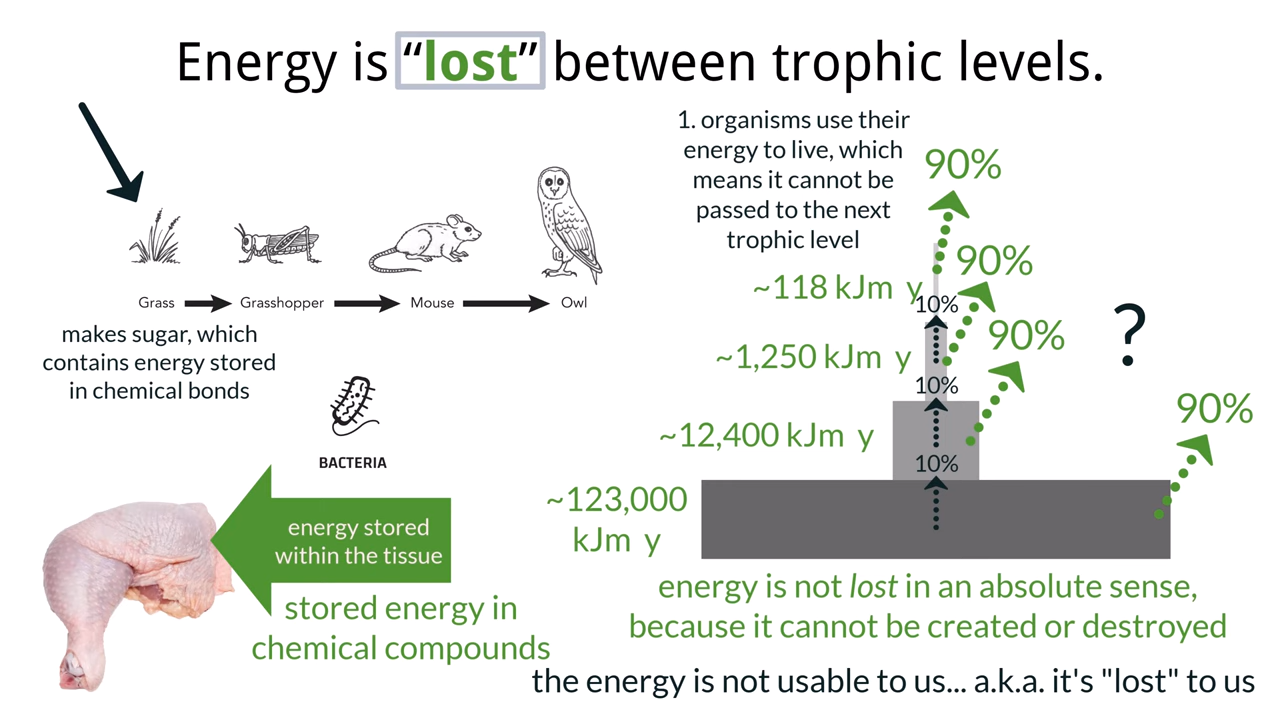 Energy is “lost” between trophic levels.
1. organisms use their
energy to live, which
means it cannot be
passed to the next
trophic level
90%
90%
90%
90%
~118 kJm y
10%
~1,250 kJm y
10%
~12,400 kJm y
10%
~123,000
kJm y
?
Grass
Grasshopper
Mouse
Owl
makes sugar, which
contains energy stored
in chemical bonds
BACTERIA
energy stored
within the tissue
stored energy in
chemical compounds
energy is not lost in an absolute sense,
because it cannot be created or destroyed
the energy is not usable to us... a.k.a. it's "lost" to us